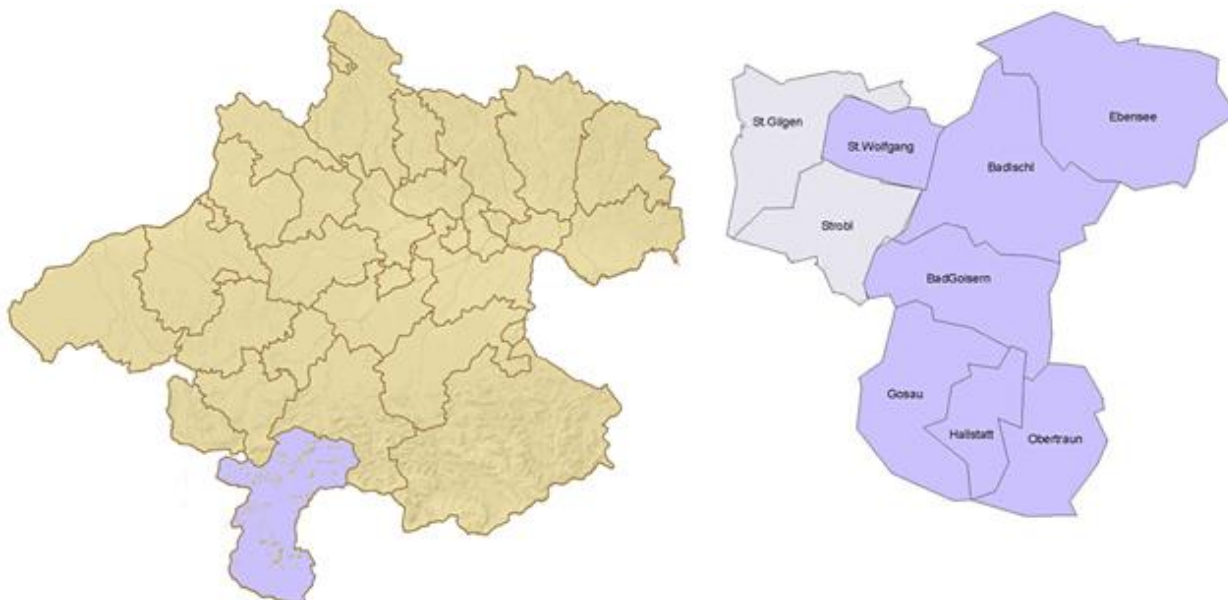 Ebensee
St.Gilgen
St.Wolfgang
BadIschl
Strobl
BadGoisern
Gosau
Hallstatt
Obertraun